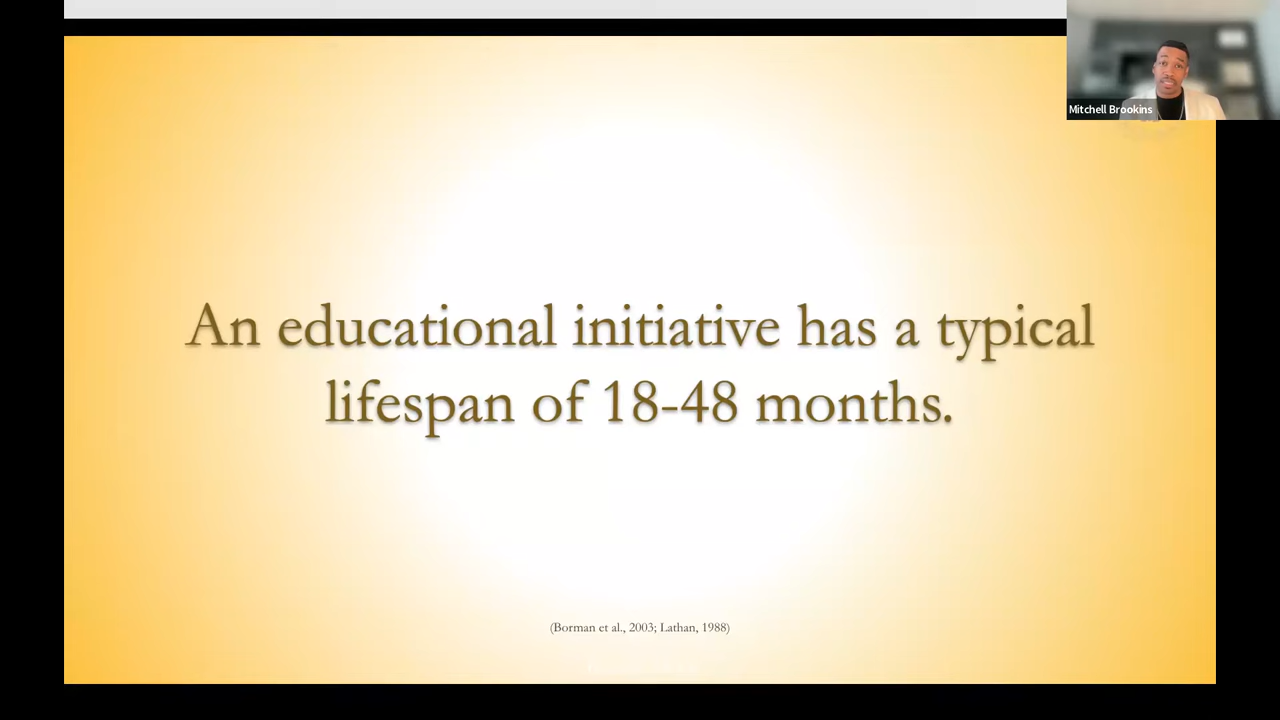 Mitchell Brookins
An educational initiative has a typical
lifespan of 18-48 months.
(Borman et al., 2003; Lathan, 1988)